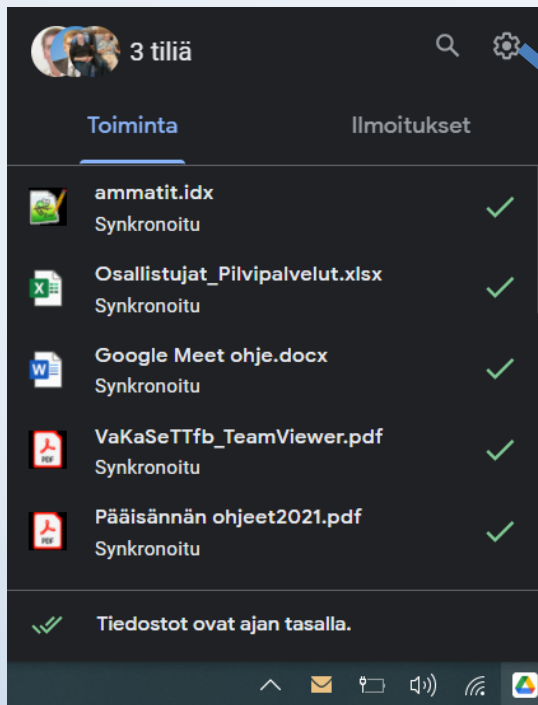 3 tiliä
Toiminta Ilmoitukset
ammatit.idx
Synkronoitu
Osallistujat_Pilvipalvelut.xlsx
Synkronoitu
Google Meet ohje.docx
Synkronoitu
VaKaSeTTfb_TeamViewer.pdf
Synkronoitu
Pääisännän ohjeet2021.pdf
Synkronoitu
Tiedostot ovat ajan tasalla.